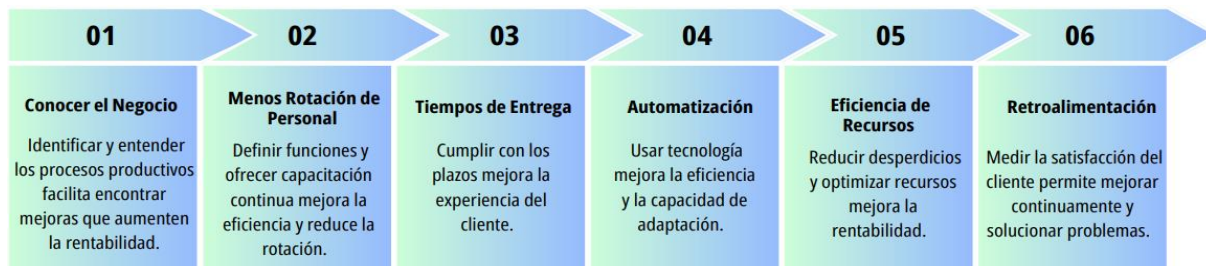 01
Conocer el Negocio
Identificar y entender
los procesos productivos
facilita encontrar
mejoras que aumenten
la rentabilidad.
02
Menos Rotación de
Personal
Definir funciones y
ofrecer capacitación
continua mejora la
eficiencia y reduce la
rotación.
03
Tiempos de Entrega
Cumplir con los
plazos mejora la
experiencia del
cliente.
04
Automatización
Usar tecnología
mejora la eficiencia
y la capacidad de
adaptación.
05
Eficiencia de
Recursos
Reducir desperdicios
y optimizar recursos
mejora la
rentabilidad.
06
Retroalimentación
Medir la satisfacción del
cliente permite mejorar
continuamente y
solucionar problemas.